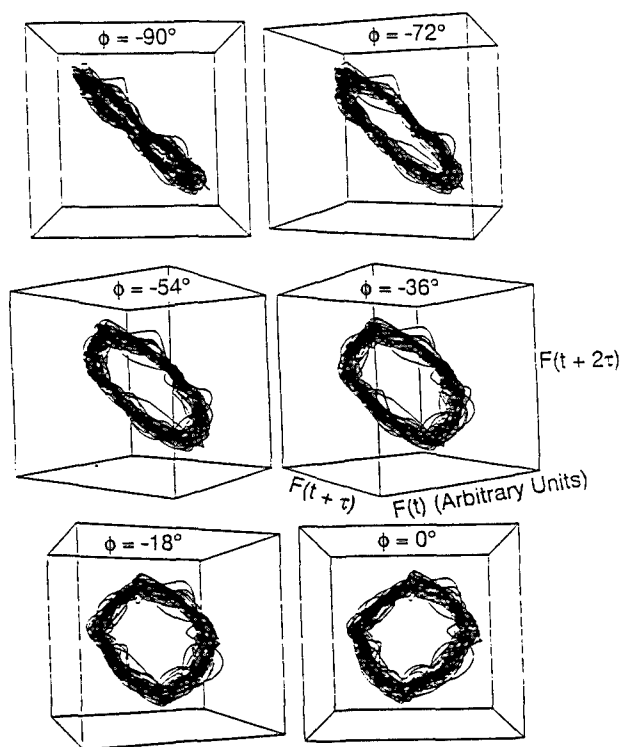 ϕ = -90°
ϕ = -72°
ϕ = -54°
ϕ = -36°
F(t + 2τ)
F(t + τ)
F(t) (Arbitrary Units)
ϕ = -18°
ϕ = 0°